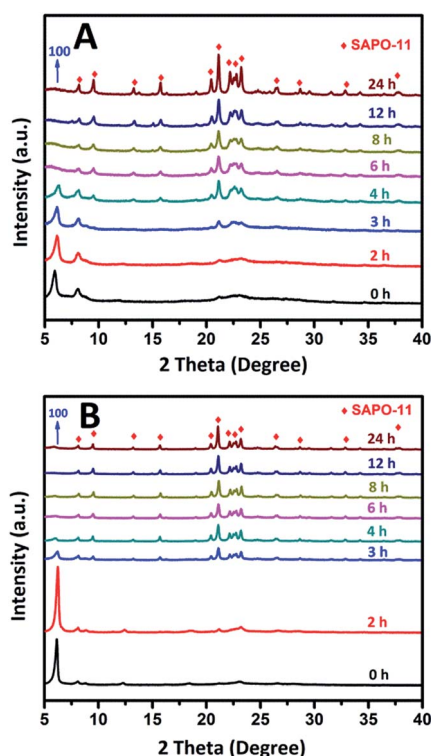 A
100
♦ SAPO-11
24 h
12 h
8 h
6 h
4 h
3 h
2 h
0 h
Intensity (a.u.)
5 10 15 20 25 30 35 40
2 Theta (Degree)
B
100
♦ SAPO-11
24 h
12 h
8 h
6 h
4 h
3 h
2 h
0 h
Intensity (a.u.)
5 10 15 20 25 30 35 40
2 Theta (Degree)